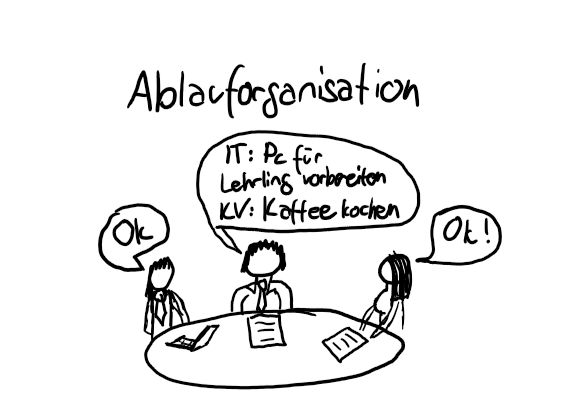 Ablauforganisation
IT: Pc für
Lehrling vorbereiten
KV: Kaffee kochen
Ok
Ok!